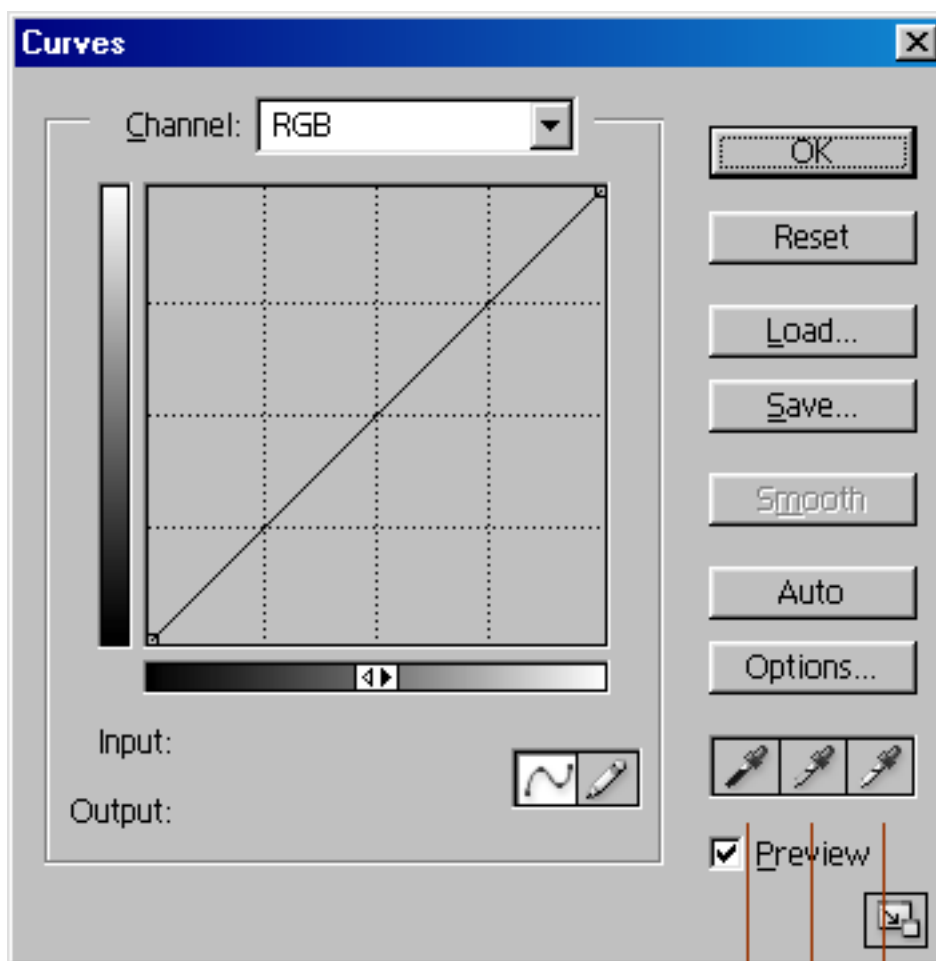 Curves
Channel: RGB
OK
Reset
Load...
Save...
Smooth
Auto
Options...
Input:
Output:
Preview